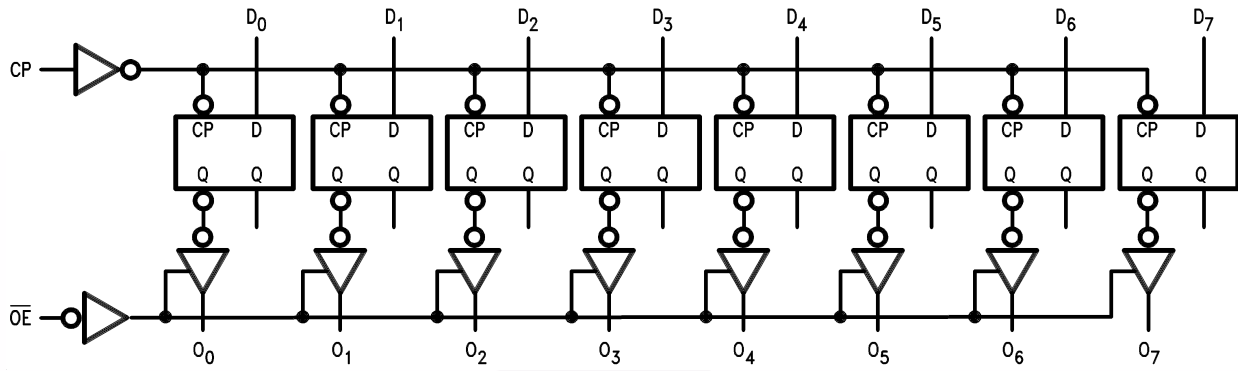 D₀ D₁ D₂ D₃ D₄ D₅ D₆ D₇
CP
CP D CP D CP D CP D CP D CP D CP D CP D
Q Q Q Q Q Q Q Q Q Q Q Q Q Q Q Q
O̅E̅
O₀ O₁ O₂ O₃ O₄ O₅ O₆ O₇